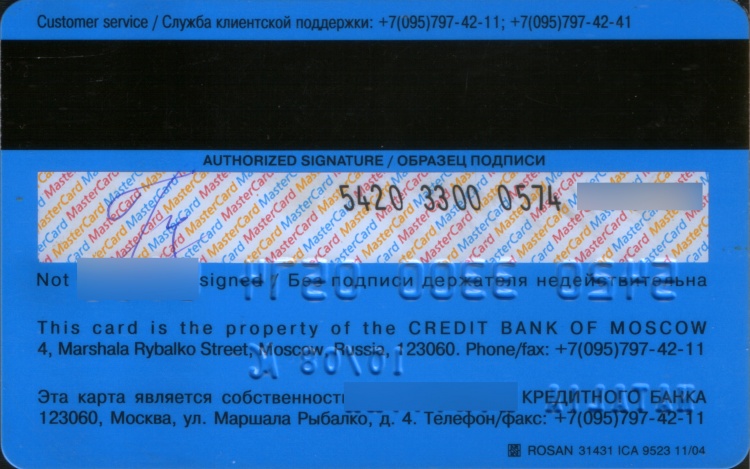 Customer service / Служба клиентской поддержки: +7(095)797-42-11; +7(095)797-42-41
AUTHORIZED SIGNATURE / ОБРАЗЕЦ ПОДПИСИ
5420 3300 0574
Not signed / Без подписи держателя недействительна
This card is the property of the CREDIT BANK OF MOSCOW
4, Marshala Rybalko Street, Moscow, Russia, 123060. Phone/fax: +7(095)797-42-11
Эта карта является собственност КРЕДИТНОГО БАНКА
123060, Москва, ул. Маршала Рыбалко, д. 4. Телефон/факс: +7(095)797-42-11
ROSAN 31431 ICA 9523 11/04